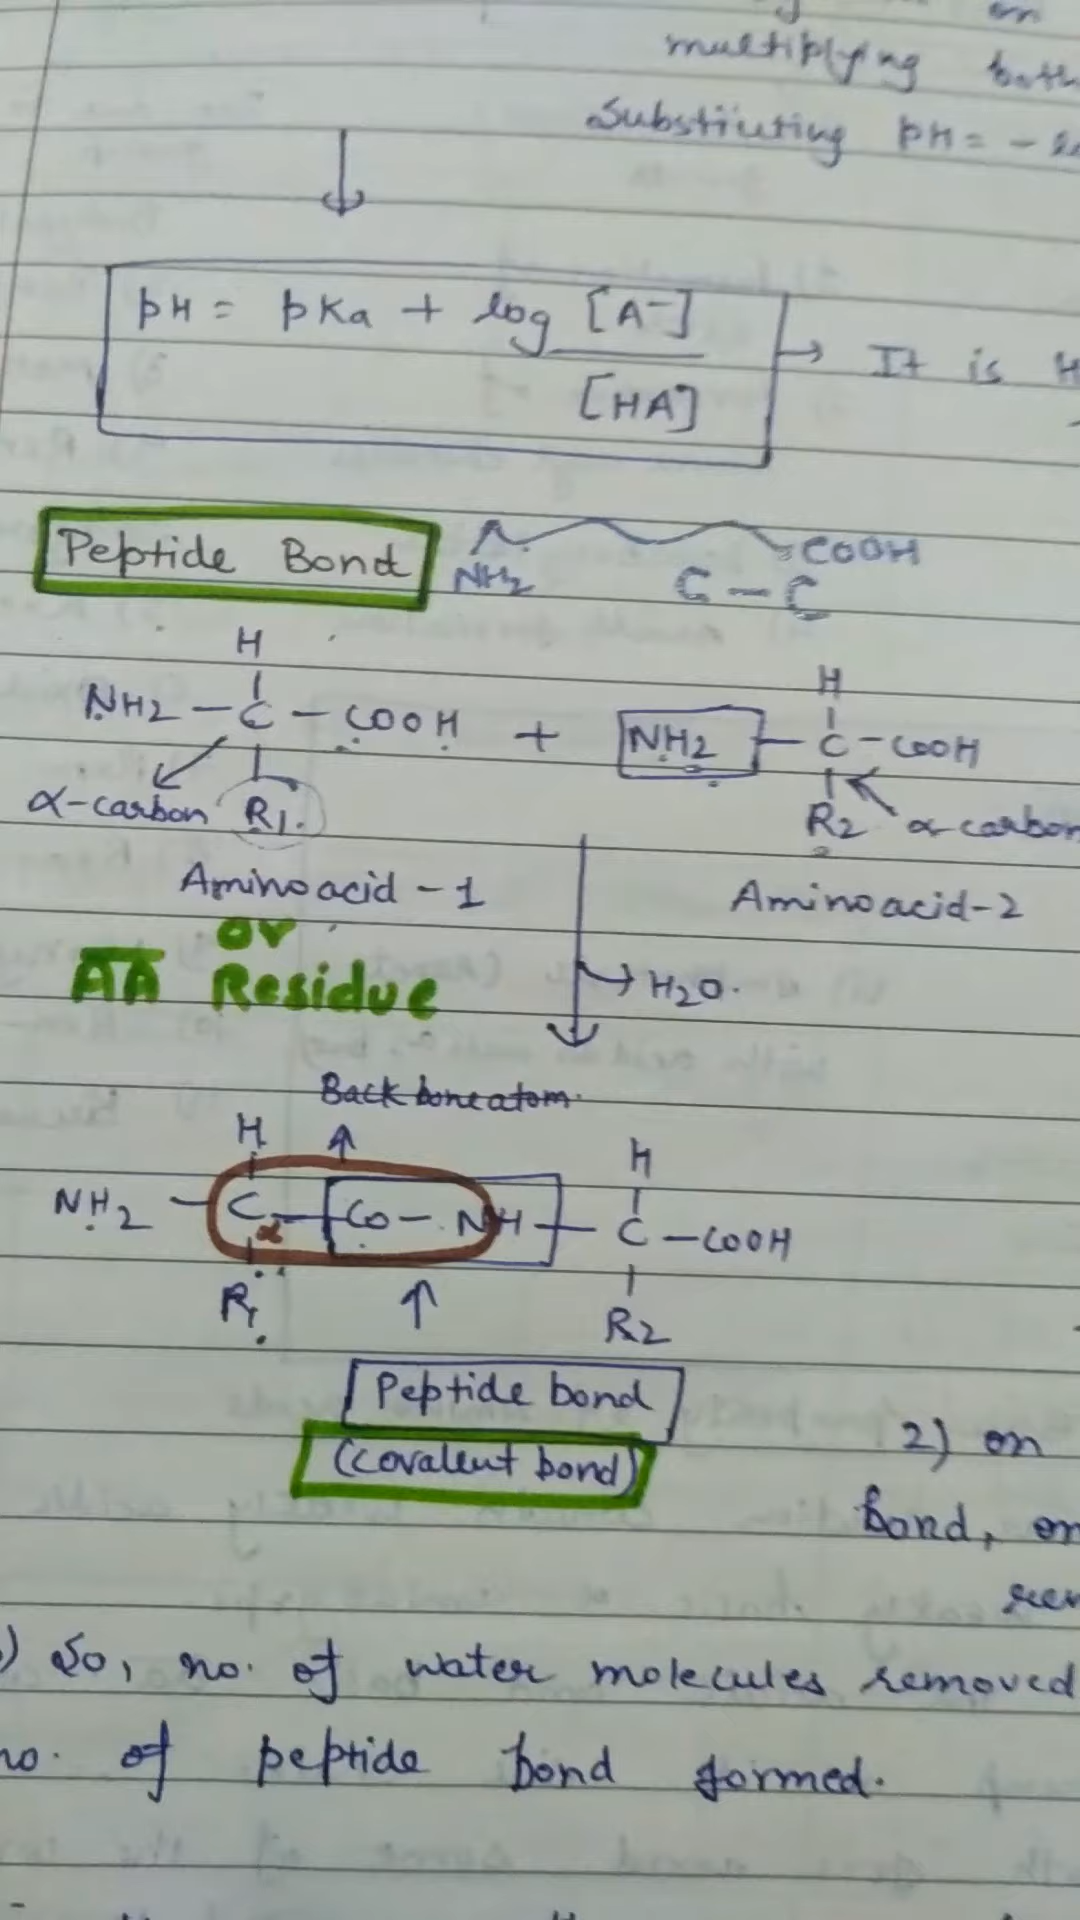 on
multiplying both
Substituting pH = -
pH = pKa + log [A-]
[HA]
→ It is H
Peptide Bond
COOH
NH2 C - C
H
NH2 - C - COOH + NH2 - C - COOH
H
α-carbon R1.
R2 α-carbon
Aminoacid - 1
Aminoacid-2
or
AA Residue
→ H2O.
Back bone atom.
H
H
NH2 - C - Co - NH - C - COOH
α
R1
R2
Peptide bond
(Covalent bond)
2) on
Bond,
) So, no. of water molecules removed
no. of peptide bond formed.